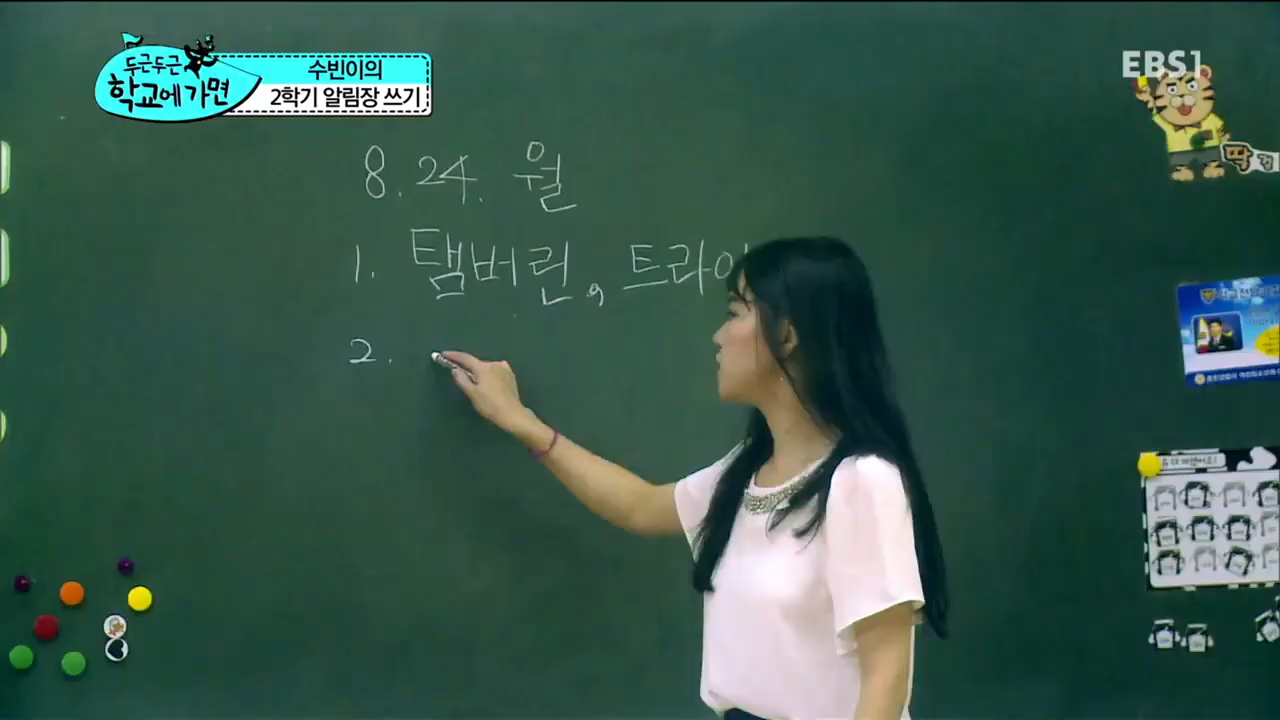 두근두근
학교에 가면
수빈이의
2학기 알림장 쓰기
EBS1
8. 24. 월
1. 탬버린, 트라이
2.
딱